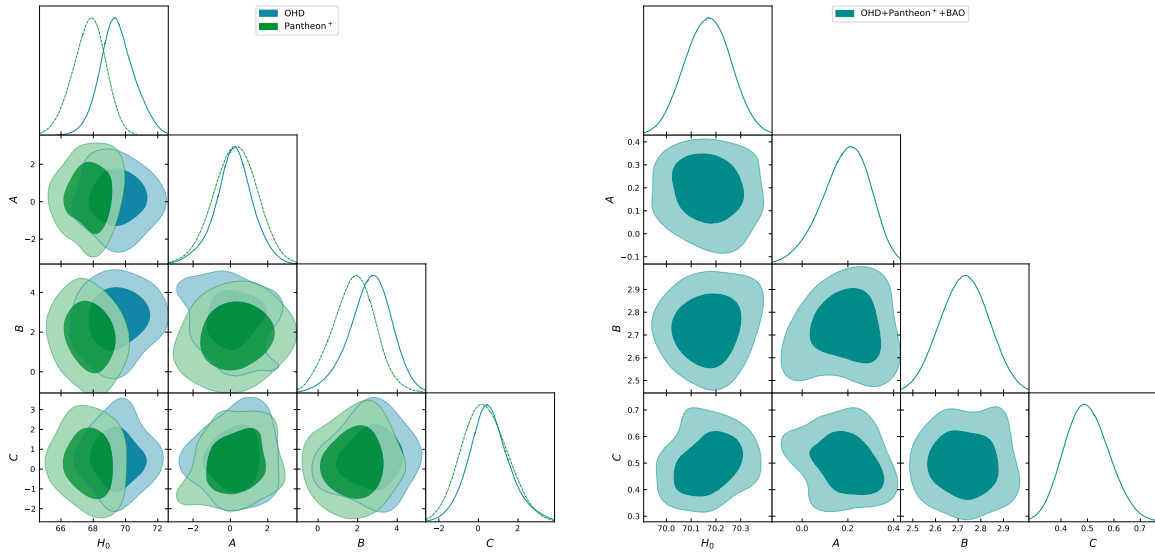 OHD
Pantheon⁺
A
2
0
−2
B
4
2
0
C
3
2
1
0
−1
−2
66 68 70 72
−2 0 2
0 2 4
−2 0 2
H₀ A B C
OHD+Pantheon⁺+BAO
A
0.4
0.3
0.2
0.1
0.0
−0.1
B
2.9
2.8
2.7
2.6
2.5
C
0.7
0.6
0.5
0.4
0.3
70.0 70.1 70.2 70.3
0.0 0.2 0.4
2.5 2.6 2.7 2.8 2.9
0.4 0.5 0.6 0.7
H₀ A B C